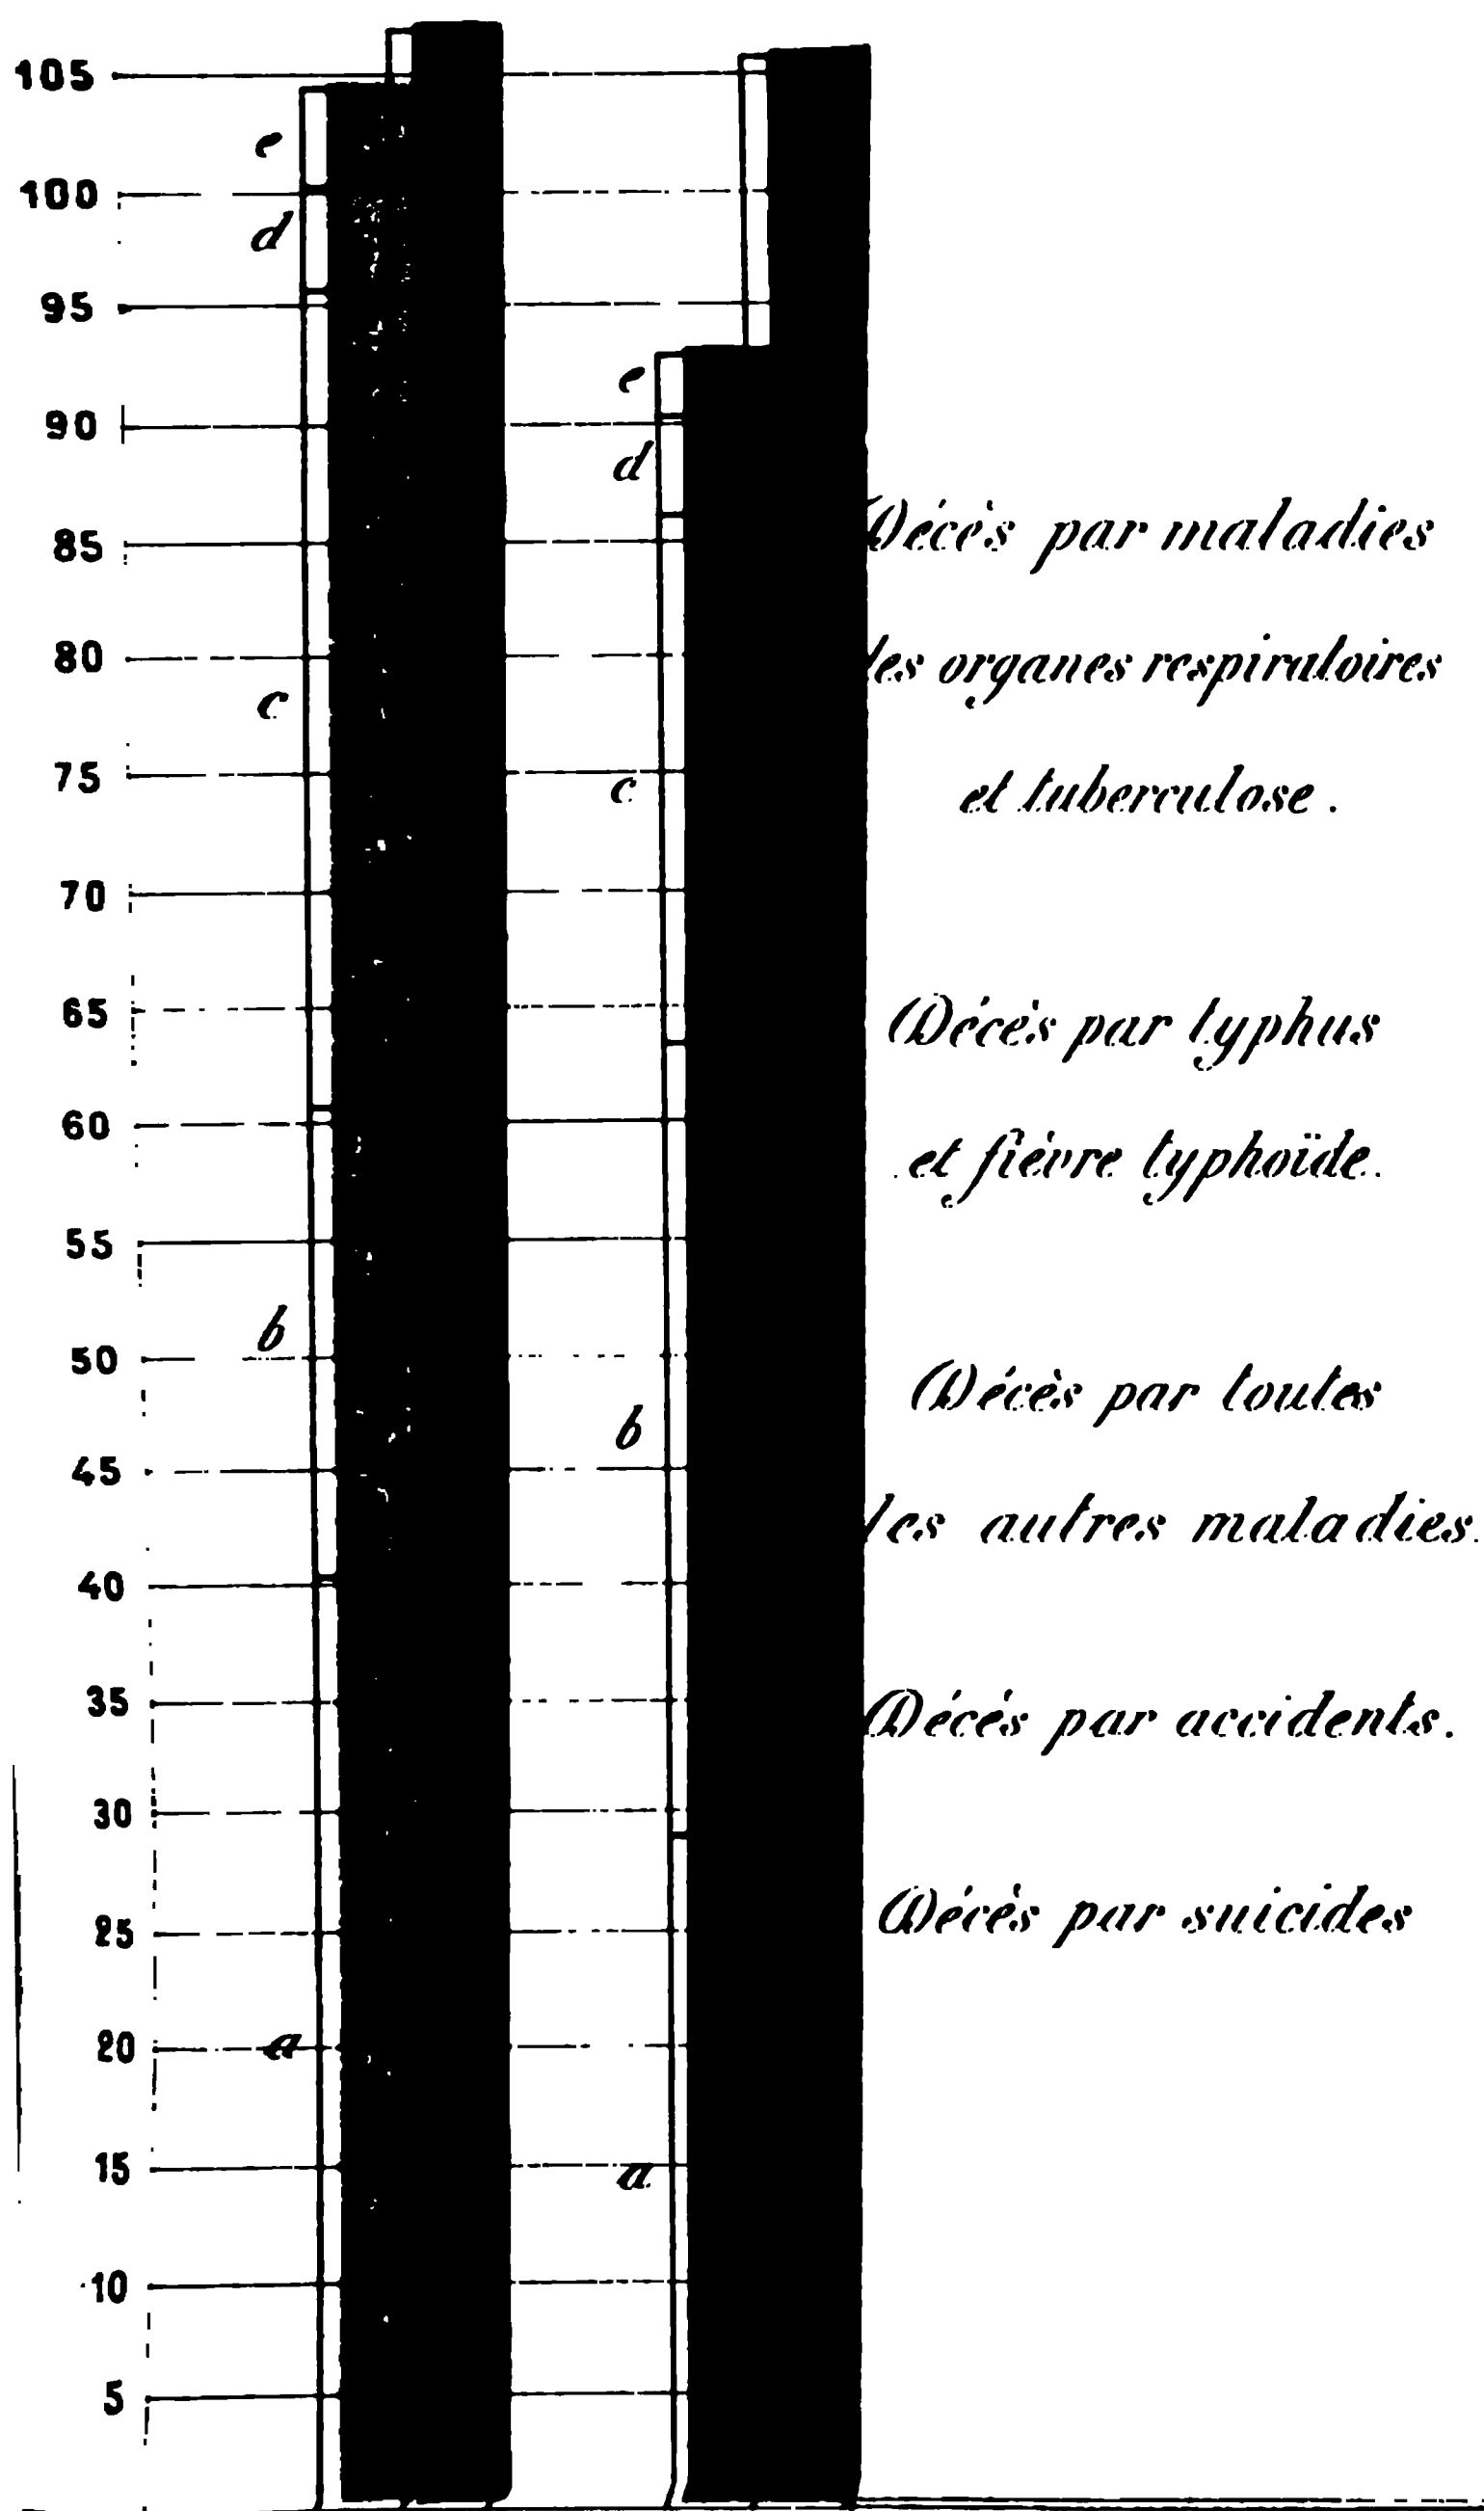 105
e
100
d
95
e
90
d
Décès par maladies
85
des organes respiratoires
80
c
75
c
et tuberculose.
70
65
Décès par typhus
60
et fièvre typhoïde.
55
b
50
Décès par toutes
b
45
les autres maladies.
40
35
Décès par accidents.
30
25
Décès par suicides
20
a
15
a
10
5